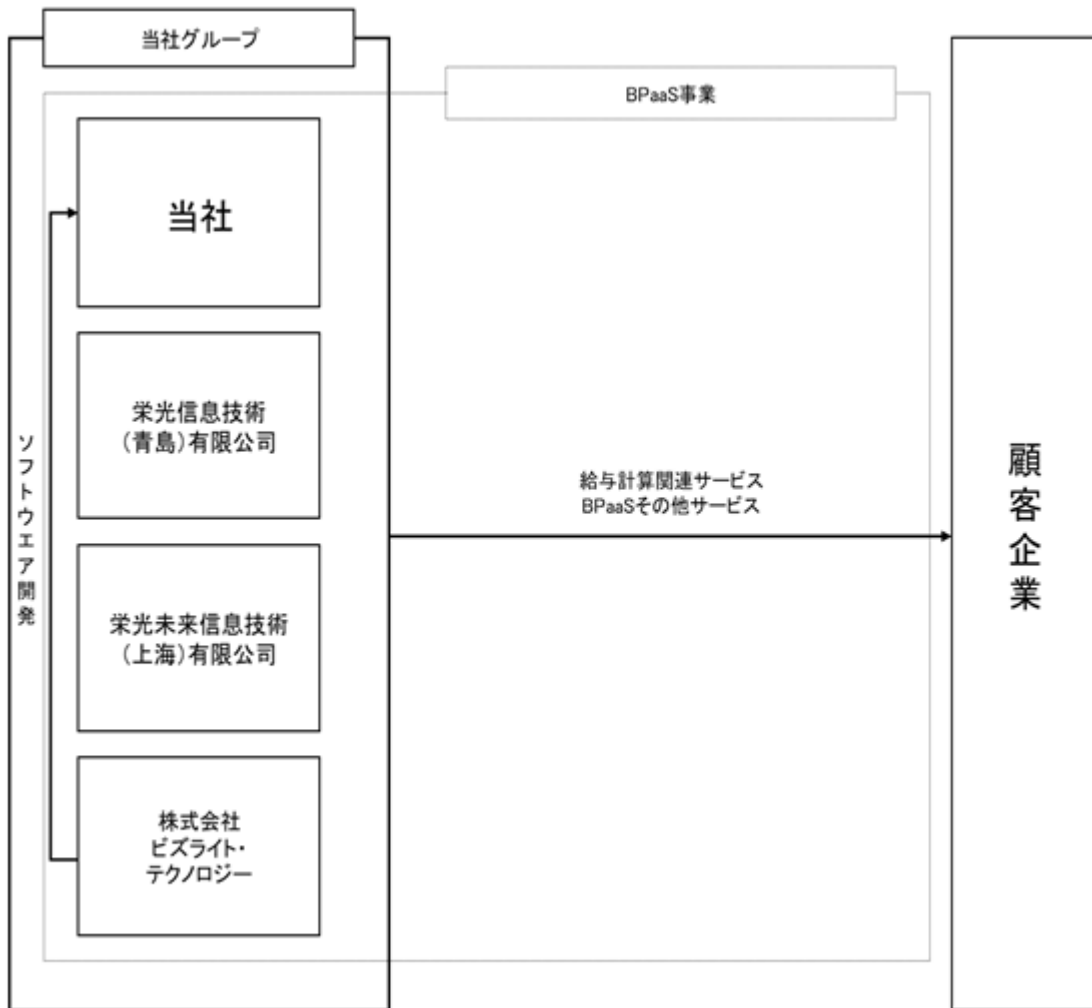 当社グループ
BPaaS事業
当社
栄光信息技術
（青島）有限公司
ソフトウエア開発
給与計算関連サービス
BPaaSその他サービス
顧客企業
栄光未来信息技術
（上海）有限公司
株式会社
ビズライト・
テクノロジー